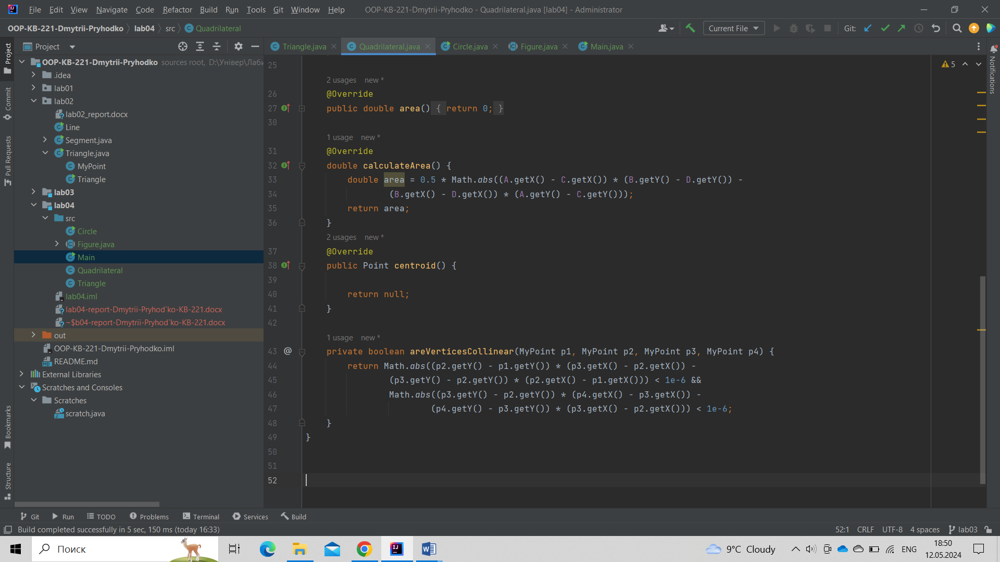 File Edit View Navigate Code Refactor Build Run Tools Git Window Help OOP-KB-221-Dmytrii-Pryhodko - Quadrilateral.java [lab04] - Administrator
OOP-KB-221-Dmytrii-Pryhodko lab04 src Quadrilateral Current File Git:
Project
Triangle.java Quadrilateral.java Circle.java Figure.java Main.java
Project
Commit
Pull Requests
Bookmarks
Structure
OOP-KB-221-Dmytrii-Pryhodko sources root, D:\Універ\Лаби
.idea
lab01
lab02
lab02_report.docx
Line
Segment.java
Triangle.java
MyPoint
Triangle
lab03
lab04
src
Circle
Figure.java
Main
Quadrilateral
Triangle
lab04.iml
lab04-report-Dmytrii-Pryhod`ko-KB-221.docx
~$b04-report-Dmytrii-Pryhod`ko-KB-221.docx
out
OOP-KB-221-Dmytrii-Pryhodko.iml
README.md
External Libraries
Scratches and Consoles
Scratches
scratch.java
25
2 usages new *
26 @Override
27 public double area() { return 0; }
30
1 usage new *
31 @Override
32 double calculateArea() {
33 double area = 0.5 * Math.abs((A.getX() - C.getX()) * (B.getY() - D.getY()) -
34 (B.getX() - D.getX()) * (A.getY() - C.getY()));
35 return area;
36 }
2 usages new *
37 @Override
38 public Point centroid() {
39
40 return null;
41 }
42
1 usage new *
43 @ private boolean areVerticesCollinear(MyPoint p1, MyPoint p2, MyPoint p3, MyPoint p4) {
44 return Math.abs((p2.getY() - p1.getY()) * (p3.getX() - p2.getX()) -
45 (p3.getY() - p2.getY()) * (p2.getX() - p1.getX())) < 1e-6 &&
46 Math.abs((p3.getY() - p2.getY()) * (p4.getX() - p3.getX()) -
47 (p4.getY() - p3.getY()) * (p3.getX() - p2.getX())) < 1e-6;
48 }
49 }
50
51
52
5
Notifications
Git Run TODO Problems Terminal Services Build
Build completed successfully in 5 sec, 150 ms (today 16:33) 52:1 CRLF UTF-8 4 spaces lab03
Поиск 9°C Cloudy ENG 18:50
12.05.2024